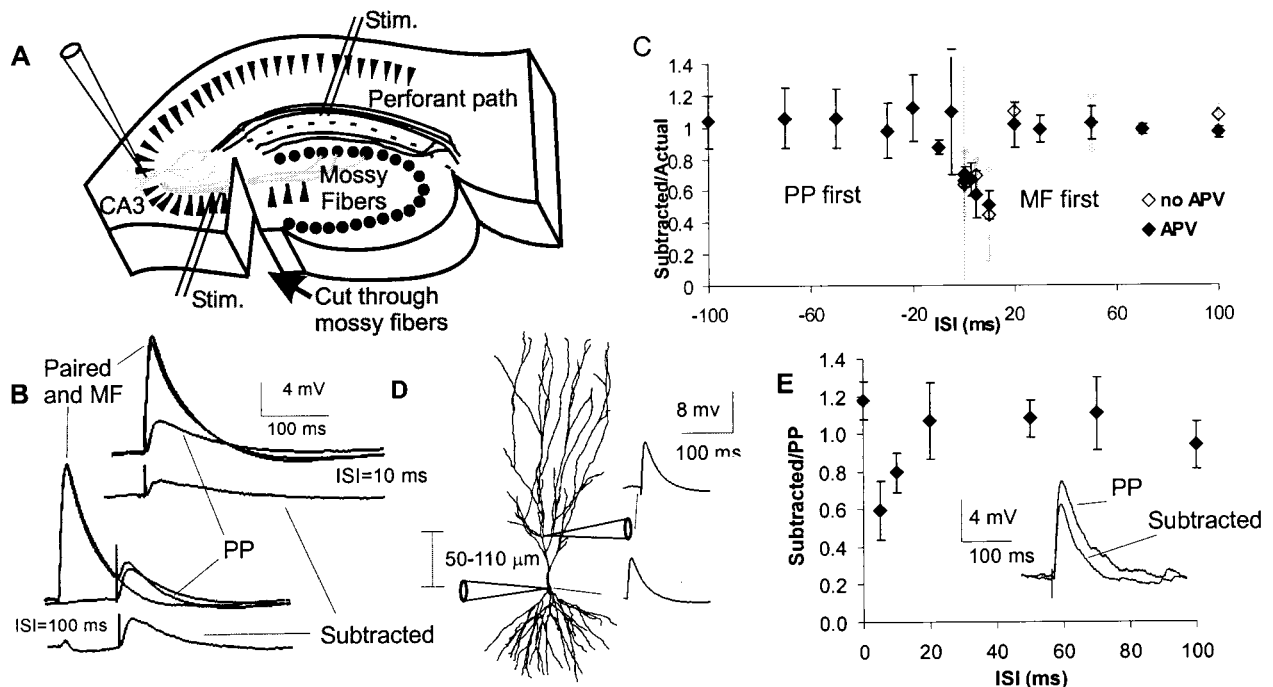 A
Stim.
Perforant path
CA3
Mossy
Fibers
Stim.
Cut through
mossy fibers
B
Paired
and MF
4 mV
100 ms
ISI=10 ms
PP
ISI=100 ms
Subtracted
C
Subtracted/Actual
1.4
1.2
1
0.8
0.6
0.4
0.2
0
PP first
MF first
no APV
APV
-100
-70
-50
-20
20
50
70
100
ISI (ms)
D
8 mv
100 ms
50-110 µm
E
Subtracted/PP
1.4
1.2
1.0
0.8
0.6
0.4
0.2
0.0
PP
Subtracted
4 mV
100 ms
0
20
40
60
80
100
ISI (ms)